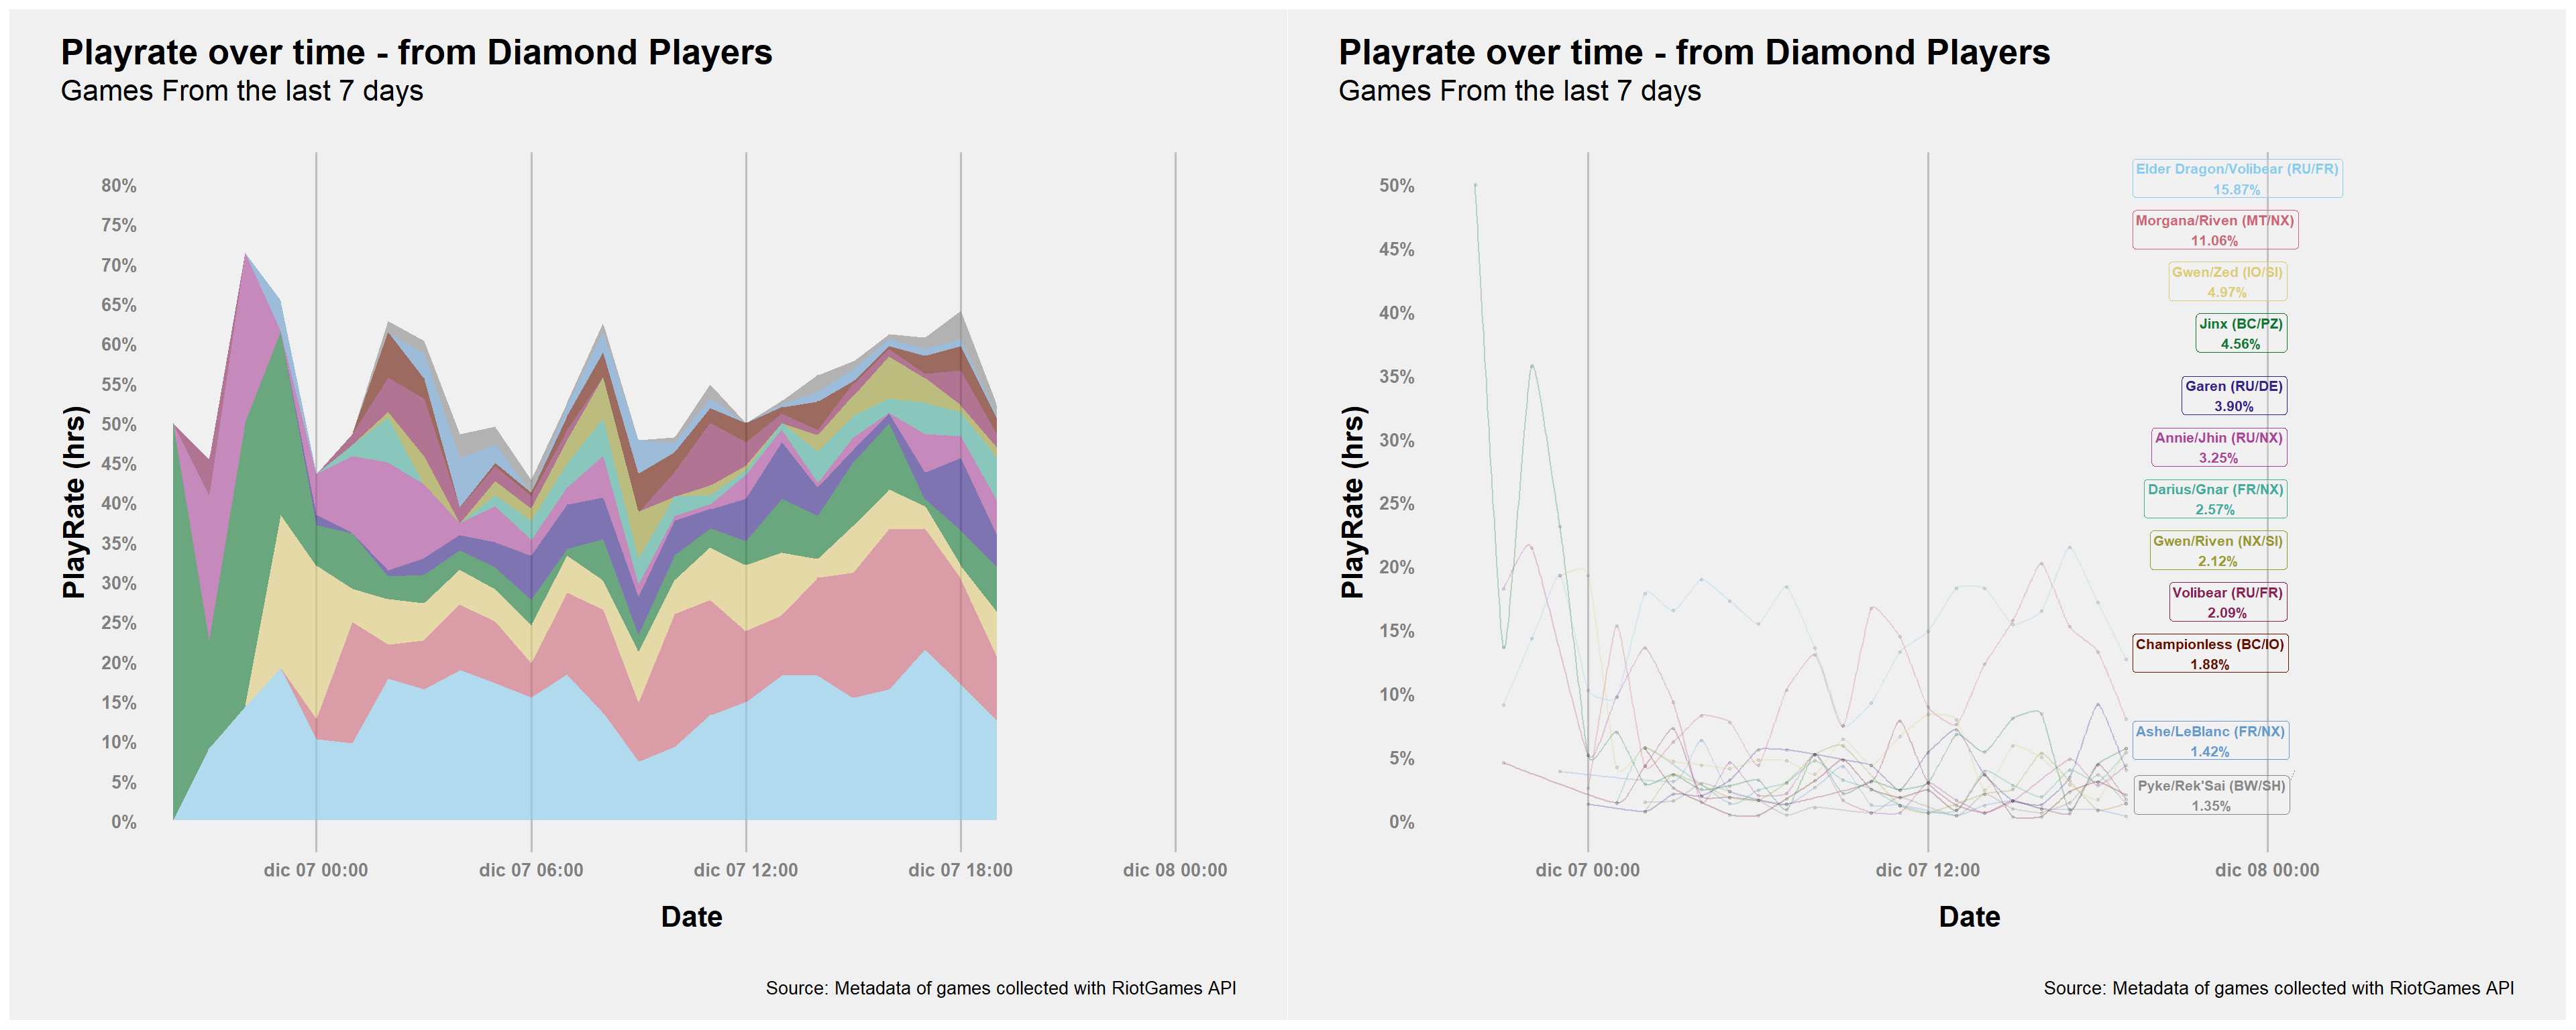 Playrate over time - from Diamond Players
Games From the last 7 days
PlayRate (hrs)
80%
75%
70%
65%
60%
55%
50%
45%
40%
35%
30%
25%
20%
15%
10%
5%
0%
dic 07 00:00
dic 07 06:00
dic 07 12:00
dic 07 18:00
dic 08 00:00
Date
Source: Metadata of games collected with RiotGames API
Playrate over time - from Diamond Players
Games From the last 7 days
PlayRate (hrs)
50%
45%
40%
35%
30%
25%
20%
15%
10%
5%
0%
Elder Dragon/Volibear (RU/FR)
15.87%
Morgana/Riven (MT/NX)
11.06%
Gwen/Zed (IO/SI)
4.97%
Jinx (BC/PZ)
4.56%
Garen (RU/DE)
3.90%
Annie/Jhin (RU/NX)
3.25%
Darius/Gnar (FR/NX)
2.57%
Gwen/Riven (NX/SI)
2.12%
Volibear (RU/FR)
2.09%
Championless (BC/IO)
1.88%
Ashe/LeBlanc (FR/NX)
1.42%
Pyke/Rek'Sai (BW/SH)
1.35%
dic 07 00:00
dic 07 12:00
dic 08 00:00
Date
Source: Metadata of games collected with RiotGames API